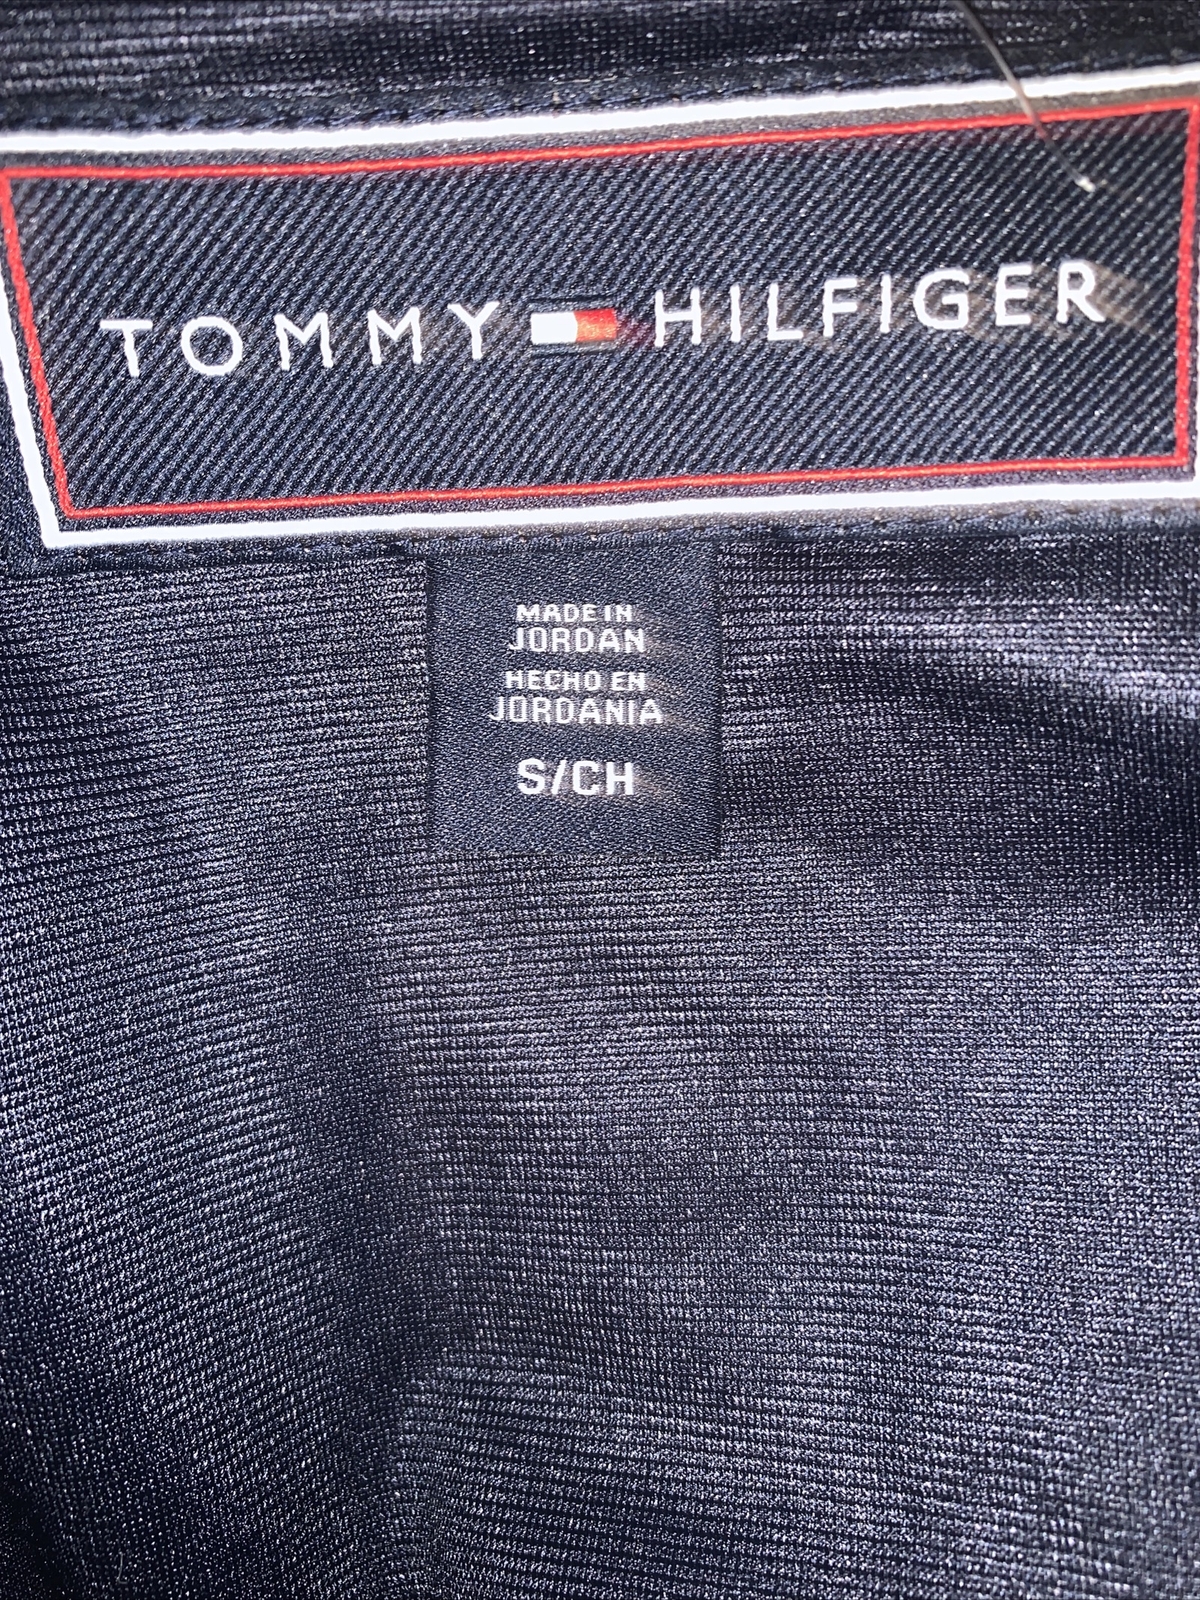 TOMMY HILFIGER
MADE IN
JORDAN
HECHO EN
JORDANIA
S/CH